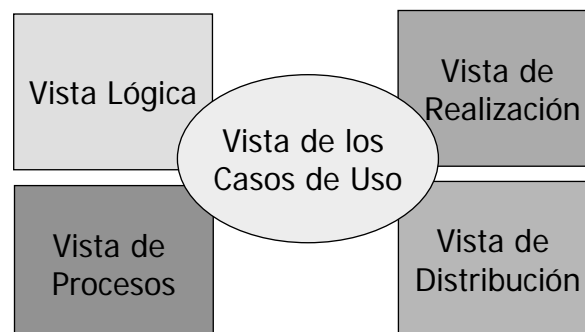 Vista Lógica
Vista de
Realización
Vista de los
Casos de Uso
Vista de
Procesos
Vista de
Distribución